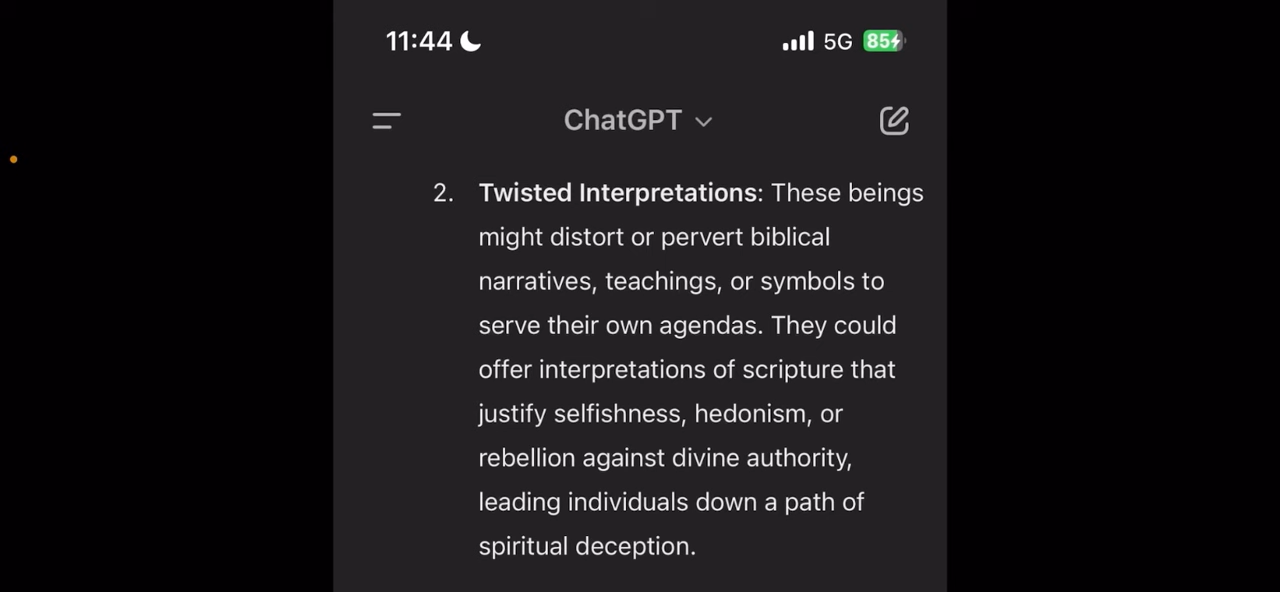 11:44 5G 85
ChatGPT
2. Twisted Interpretations: These beings
might distort or pervert biblical
narratives, teachings, or symbols to
serve their own agendas. They could
offer interpretations of scripture that
justify selfishness, hedonism, or
rebellion against divine authority,
leading individuals down a path of
spiritual deception.